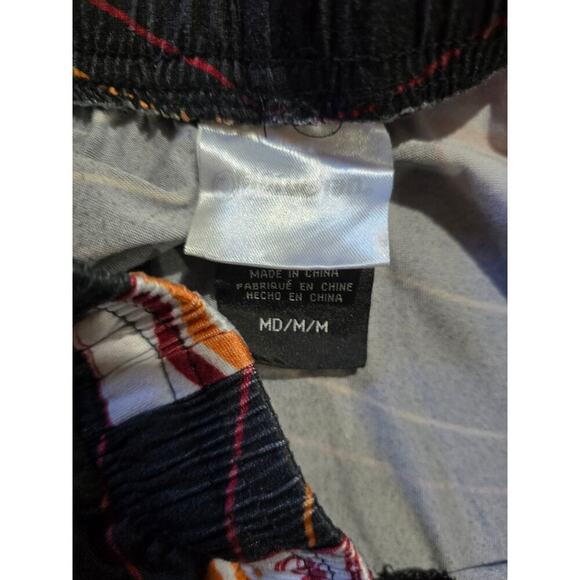 MADE IN CHINA
FABRIQUÉ EN CHINE
HECHO EN CHINA
MD/M/M